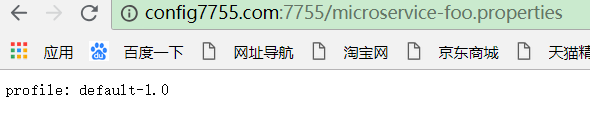 config7755.com:7755/microservice-foo.properties
应用 百度一下 网址导航 淘宝网 京东商城 天猫精
profile: default-1.0